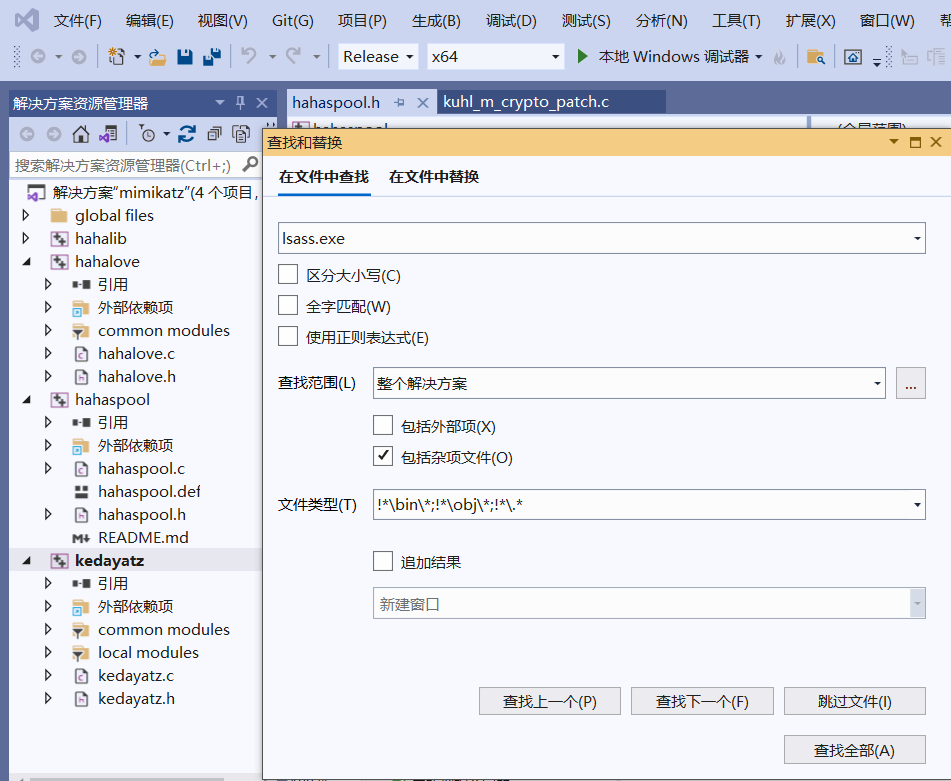 文件(F) 编辑(E) 视图(V) Git(G) 项目(P) 生成(B) 调试(D) 测试(S) 分析(N) 工具(T) 扩展(X) 窗口(W)
Release x64 本地 Windows 调试器
解决方案资源管理器
搜索解决方案资源管理器(Ctrl+;)
解决方案"mimikatz"(4 个项目,
global files
hahalib
hahalove
引用
外部依赖项
common modules
hahalove.c
hahalove.h
hahaspool
引用
外部依赖项
hahaspool.c
hahaspool.def
hahaspool.h
README.md
kedayatz
引用
外部依赖项
common modules
local modules
kedayatz.c
kedayatz.h
hahaspool.h kuhl_m_crypto_patch.c
hahaspool (全局范围)
查找和替换
在文件中查找 在文件中替换
lsass.exe
区分大小写(C)
全字匹配(W)
使用正则表达式(E)
查找范围(L) 整个解决方案 ...
包括外部项(X)
包括杂项文件(O)
文件类型(T) !*\bin\*;!*\obj\*;!*\.*
追加结果
新建窗口
查找上一个(P) 查找下一个(F) 跳过文件(I)
查找全部(A)